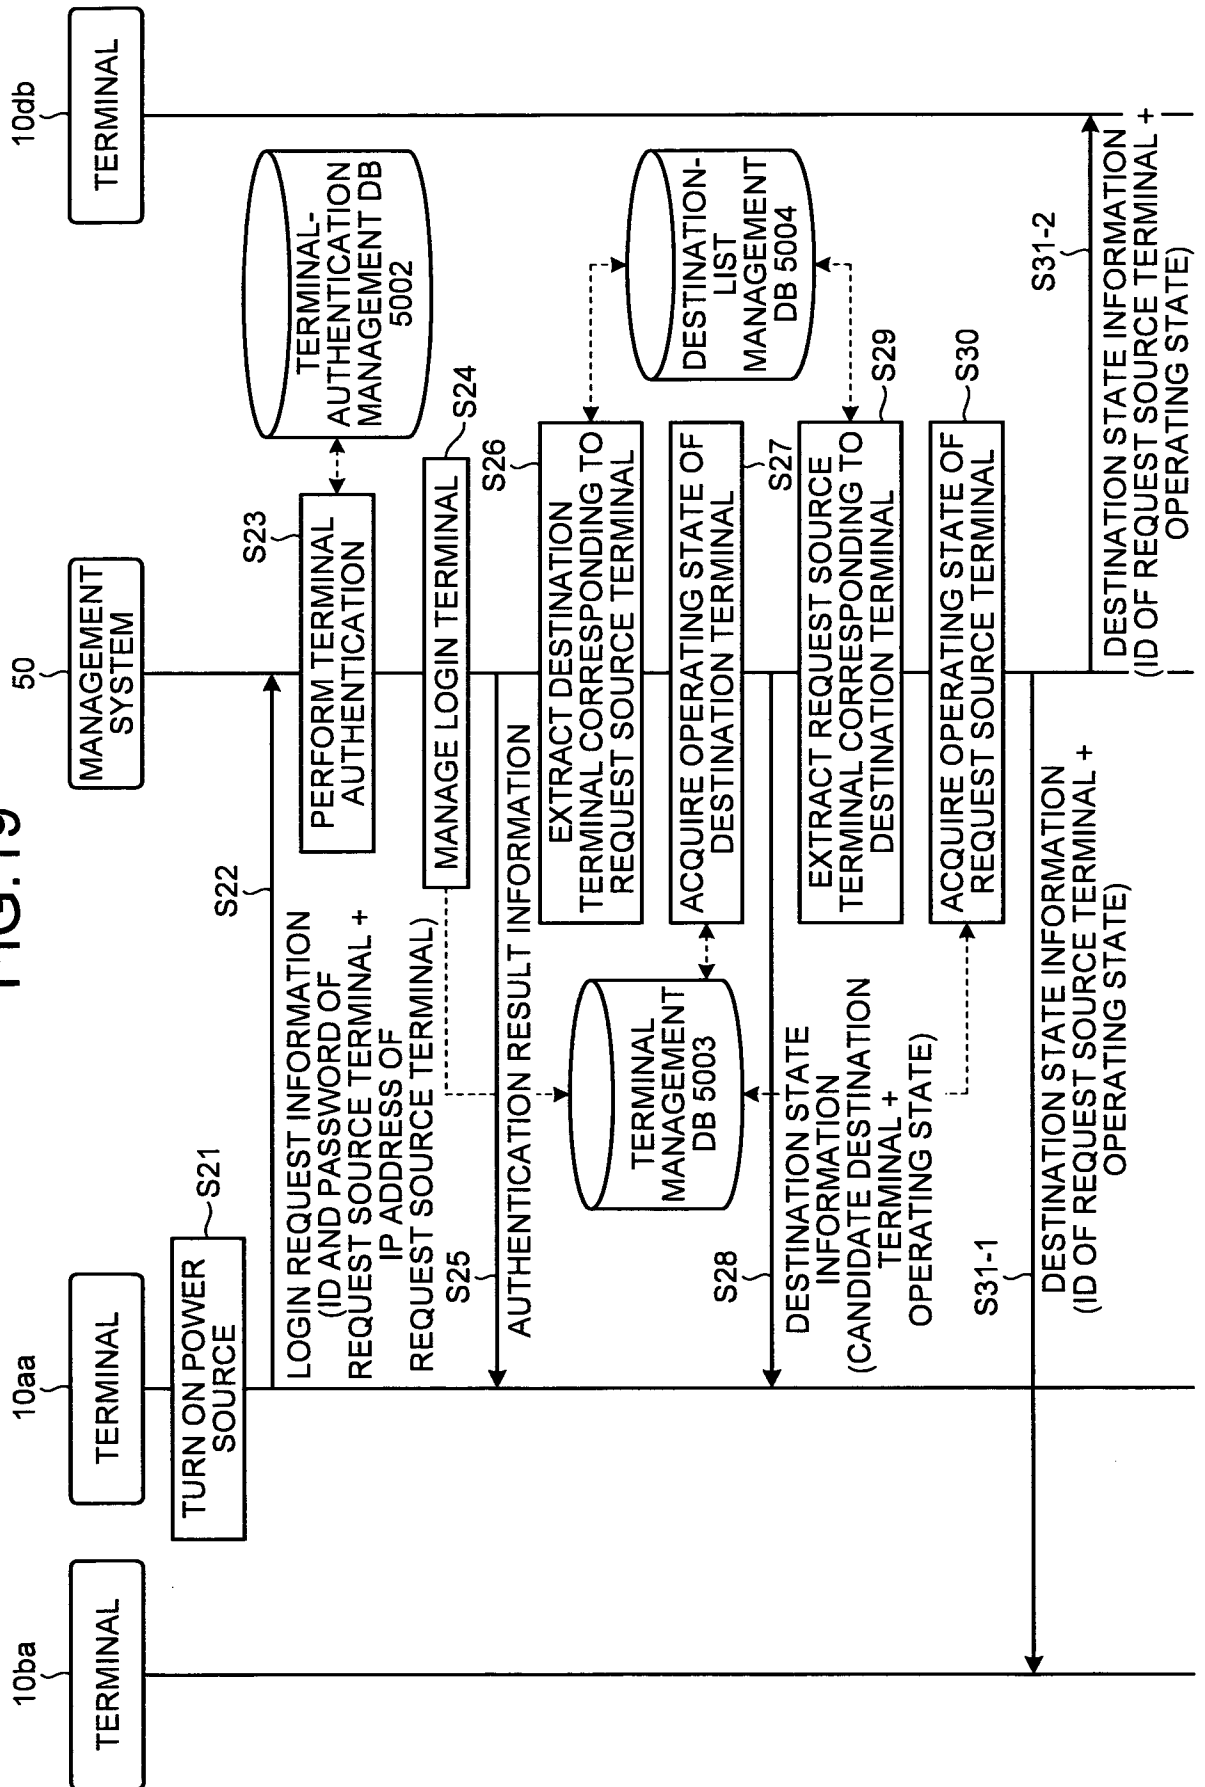 FIG.19
10ba
TERMINAL
10aa
TERMINAL
50
MANAGEMENT
SYSTEM
10db
TERMINAL
TURN ON POWER
SOURCE
S21
S22
LOGIN REQUEST INFORMATION
(ID AND PASSWORD OF
REQUEST SOURCE TERMINAL +
IP ADDRESS OF
REQUEST SOURCE TERMINAL)
S23
PERFORM TERMINAL
AUTHENTICATION
TERMINAL-
AUTHENTICATION
MANAGEMENT DB
5002
S24
MANAGE LOGIN TERMINAL
S25
AUTHENTICATION RESULT INFORMATION
S26
EXTRACT DESTINATION
TERMINAL CORRESPONDING TO
REQUEST SOURCE TERMINAL
DESTINATION-
LIST
MANAGEMENT
DB 5004
TERMINAL
MANAGEMENT
DB 5003
ACQUIRE OPERATING STATE OF
DESTINATION TERMINAL
S27
S28
DESTINATION STATE
INFORMATION
(CANDIDATE DESTINATION
TERMINAL +
OPERATING STATE)
EXTRACT REQUEST SOURCE
TERMINAL CORRESPONDING TO
DESTINATION TERMINAL
S29
ACQUIRE OPERATING STATE OF
REQUEST SOURCE TERMINAL
S30
S31-1
DESTINATION STATE INFORMATION
(ID OF REQUEST SOURCE TERMINAL +
OPERATING STATE)
S31-2
DESTINATION STATE INFORMATION
(ID OF REQUEST SOURCE TERMINAL +
OPERATING STATE)